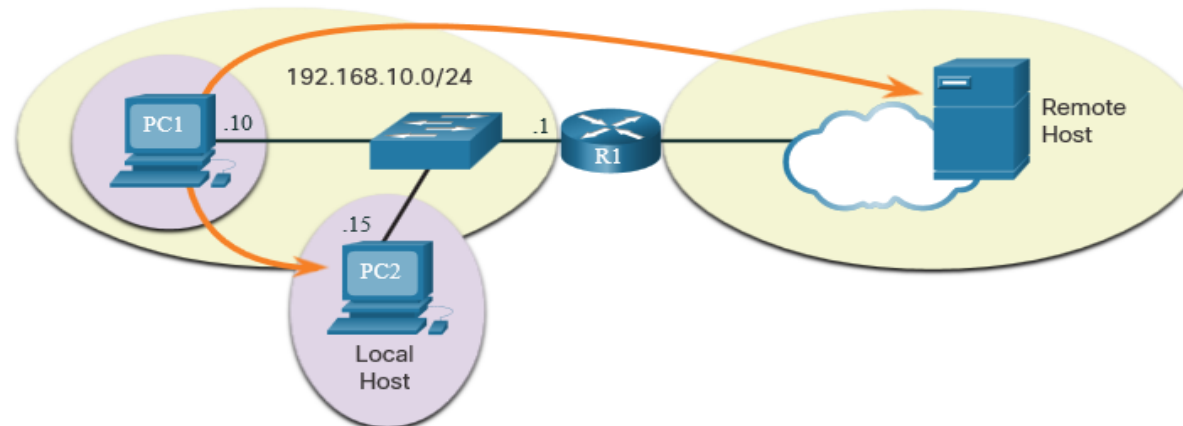 192.168.10.0/24
PC1
.10
.1
R1
Remote
Host
.15
PC2
Local
Host